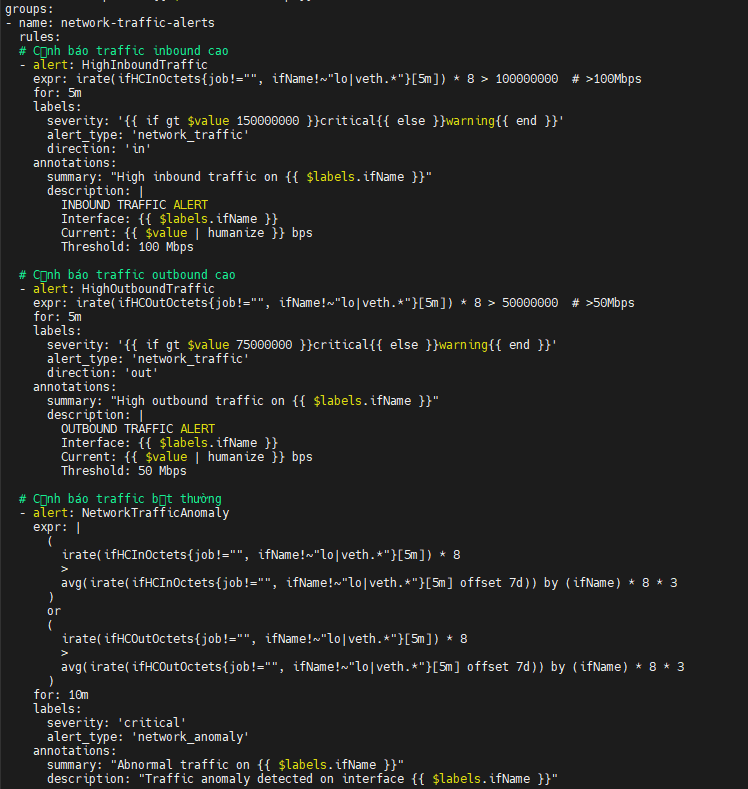 groups:
- name: network-traffic-alerts
  rules:
  # C▯nh báo traffic inbound cao
  - alert: HighInboundTraffic
    expr: irate(ifHCInOctets{job!="", ifName!~"lo|veth.*"}[5m]) * 8 > 100000000  # >100Mbps
    for: 5m
    labels:
      severity: '{{ if gt $value 150000000 }}critical{{ else }}warning{{ end }}'
      alert_type: 'network_traffic'
      direction: 'in'
    annotations:
      summary: "High inbound traffic on {{ $labels.ifName }}"
      description: |
        INBOUND TRAFFIC ALERT
        Interface: {{ $labels.ifName }}
        Current: {{ $value | humanize }} bps
        Threshold: 100 Mbps

  # C▯nh báo traffic outbound cao
  - alert: HighOutboundTraffic
    expr: irate(ifHCOutOctets{job!="", ifName!~"lo|veth.*"}[5m]) * 8 > 50000000  # >50Mbps
    for: 5m
    labels:
      severity: '{{ if gt $value 75000000 }}critical{{ else }}warning{{ end }}'
      alert_type: 'network_traffic'
      direction: 'out'
    annotations:
      summary: "High outbound traffic on {{ $labels.ifName }}"
      description: |
        OUTBOUND TRAFFIC ALERT
        Interface: {{ $labels.ifName }}
        Current: {{ $value | humanize }} bps
        Threshold: 50 Mbps

  # C▯nh báo traffic b▯t thường
  - alert: NetworkTrafficAnomaly
    expr: |
      (
        irate(ifHCInOctets{job!="", ifName!~"lo|veth.*"}[5m]) * 8
        >
        avg(irate(ifHCInOctets{job!="", ifName!~"lo|veth.*"}[5m] offset 7d)) by (ifName) * 8 * 3
      )
      or
      (
        irate(ifHCOutOctets{job!="", ifName!~"lo|veth.*"}[5m]) * 8
        >
        avg(irate(ifHCOutOctets{job!="", ifName!~"lo|veth.*"}[5m] offset 7d)) by (ifName) * 8 * 3
      )
    for: 10m
    labels:
      severity: 'critical'
      alert_type: 'network_anomaly'
    annotations:
      summary: "Abnormal traffic on {{ $labels.ifName }}"
      description: "Traffic anomaly detected on interface {{ $labels.ifName }}"